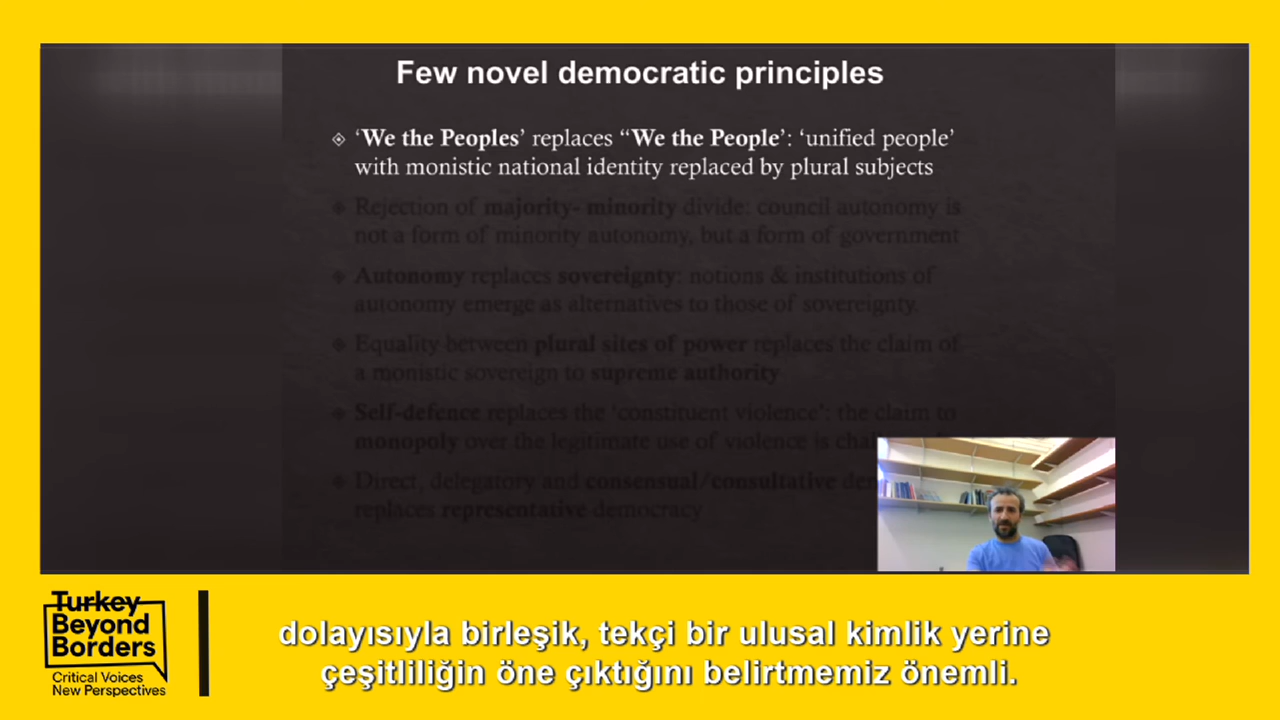 Few novel democratic principles
‘We the Peoples’ replaces “We the People’: ‘unified people’
with monistic national identity replaced by plural subjects
Rejection of majority- minority divide: council autonomy is
not a form of minority autonomy, but a form of government
Autonomy replaces sovereignty: notions & institutions of
autonomy emerge as alternatives to those of sovereignty.
Equality between plural sites of power replaces the claim of
a monistic sovereign to supreme authority
Self-defence replaces the ‘constituent violence’: the claim to
monopoly over the legitimate use of violence is
Direct, delegatory and consensual/consultative
replaces representative democracy
Turkey
Beyond
Borders
Critical Voices
New Perspectives
dolayısıyla birleşik, tekçi bir ulusal kimlik yerine
çeşitliliğin öne çıktığını belirtmemiz önemli.